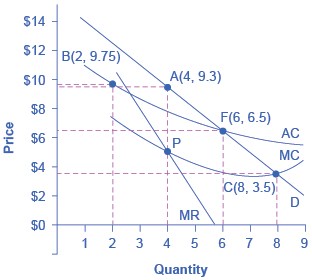 Price
$14
$12
$10
$8
$6
$4
$2
$0
B(2, 9.75)
A(4, 9.3)
F(6, 6.5)
P
C(8, 3.5)
AC
MC
D
MR
1 2 3 4 5 6 7 8 9
Quantity